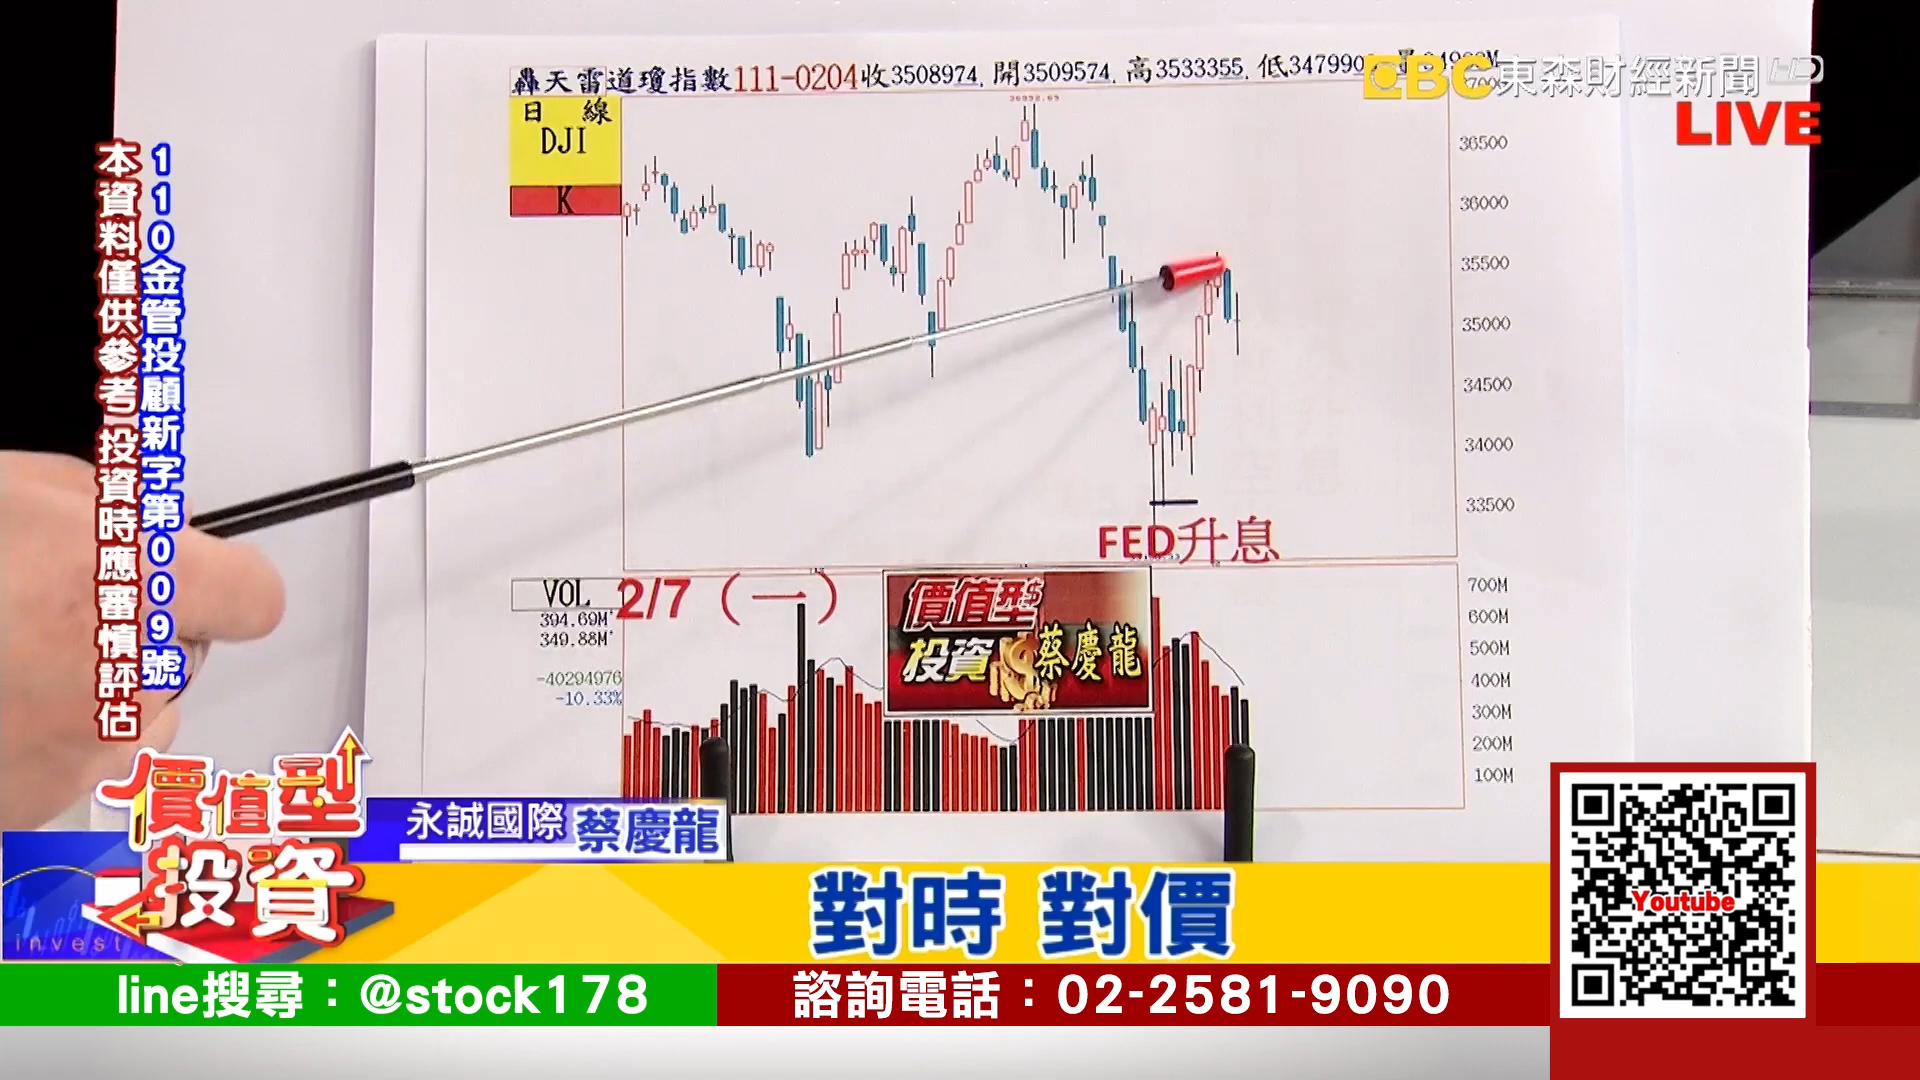 轟天雷道瓊指數111-0204收3508974, 開3509574, 高3533355, 低347990
EBC東森財經新聞HD
LIVE
日 線
DJI
K
36952.65
36500
36000
35500
35000
34500
34000
33500
FED升息
VOL
394.69M
349.88M
-40294976
-10.33%
2/7(一)
價值型
投資
蔡慶龍
700M
600M
500M
400M
300M
200M
100M
110金管投顧新字第009號
本資料僅供參考 投資時應審慎評估
價值型
投資
invest
永誠國際 蔡慶龍
對時 對價
Youtube
line搜尋：@stock178
諮詢電話：02-2581-9090